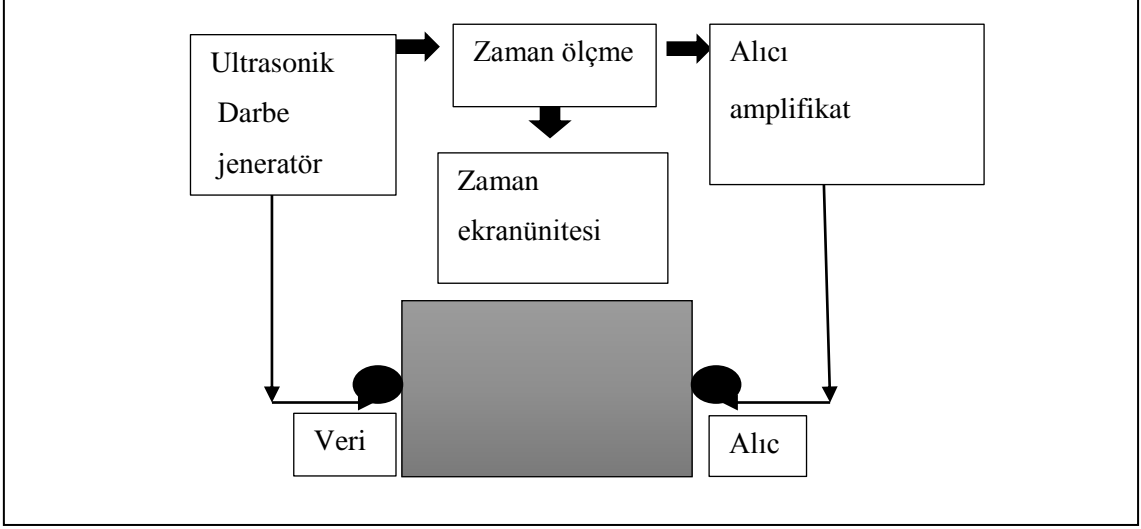 Ultrasonik
Darbe
jeneratör
Zaman ölçme
Alıcı
amplifikat
Zaman
ekranünitesi
Veri
Alıc